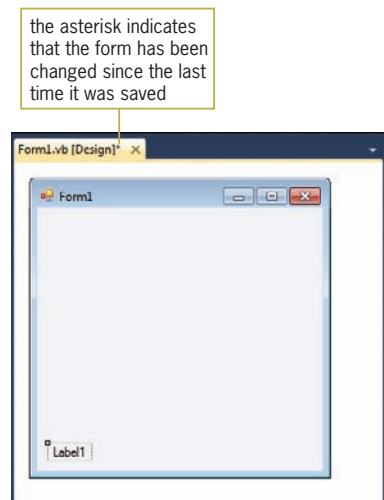 the asterisk indicates
that the form has been
changed since the last
time it was saved
Form1.vb [Design]* ×
Form1
Label1